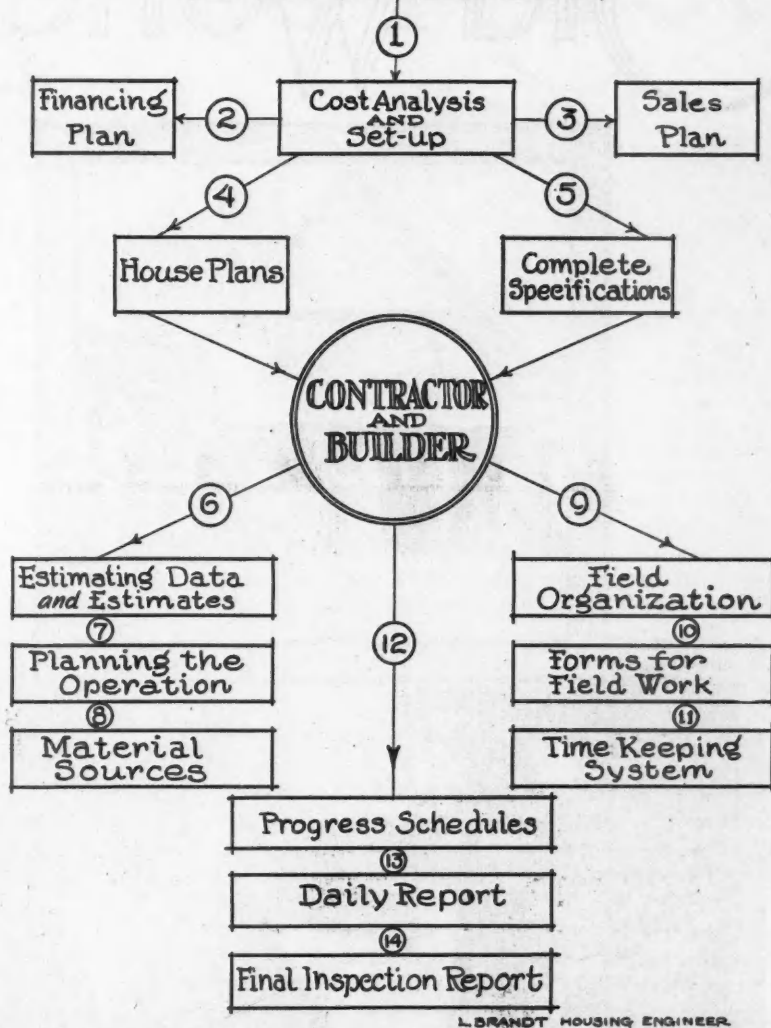 1
Financing
Plan
2
Cost Analysis
AND
Set-up
3
Sales
Plan
4
5
House Plans
Complete
Specifications
CONTRACTOR
AND
BUILDER
6
9
Estimating Data
and Estimates
7
Planning the
Operation
8
Material
Sources
12
Field
Organization
10
Forms for
Field Work
11
Time Keeping
System
Progress Schedules
13
Daily Report
14
Final Inspection Report
L. BRANDT HOUSING ENGINEER